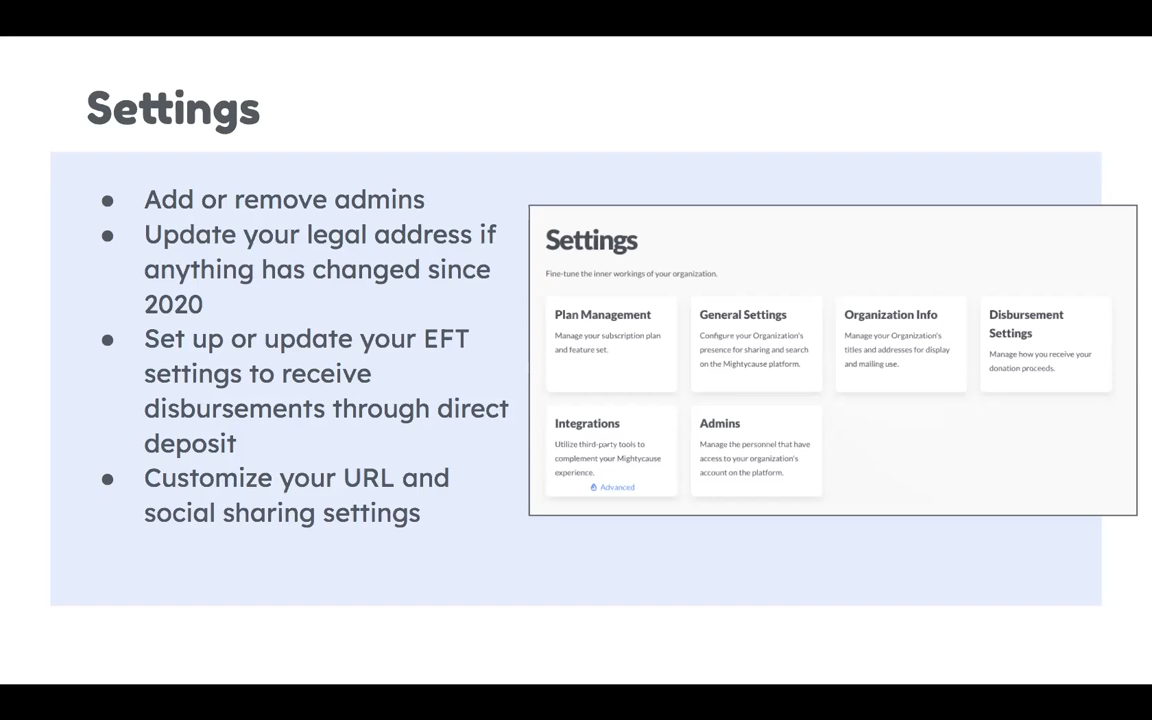 Settings
● Add or remove admins
● Update your legal address if
anything has changed since
2020
● Set up or update your EFT
settings to receive
disbursements through direct
deposit
● Customize your URL and
social sharing settings
Settings
Fine-tune the inner workings of your organization.
Plan Management
Manage your subscription plan
and feature set.
General Settings
Configure your Organization's
presence for sharing and search
on the Mightycause platform.
Organization Info
Manage your Organization's
titles and addresses for display
and mailing use.
Disbursement
Settings
Manage how you receive your
donation proceeds.
Integrations
Utilize third-party tools to
complement your Mightycause
experience.
Advanced
Admins
Manage the personnel that have
access to your organization's
account on the platform.